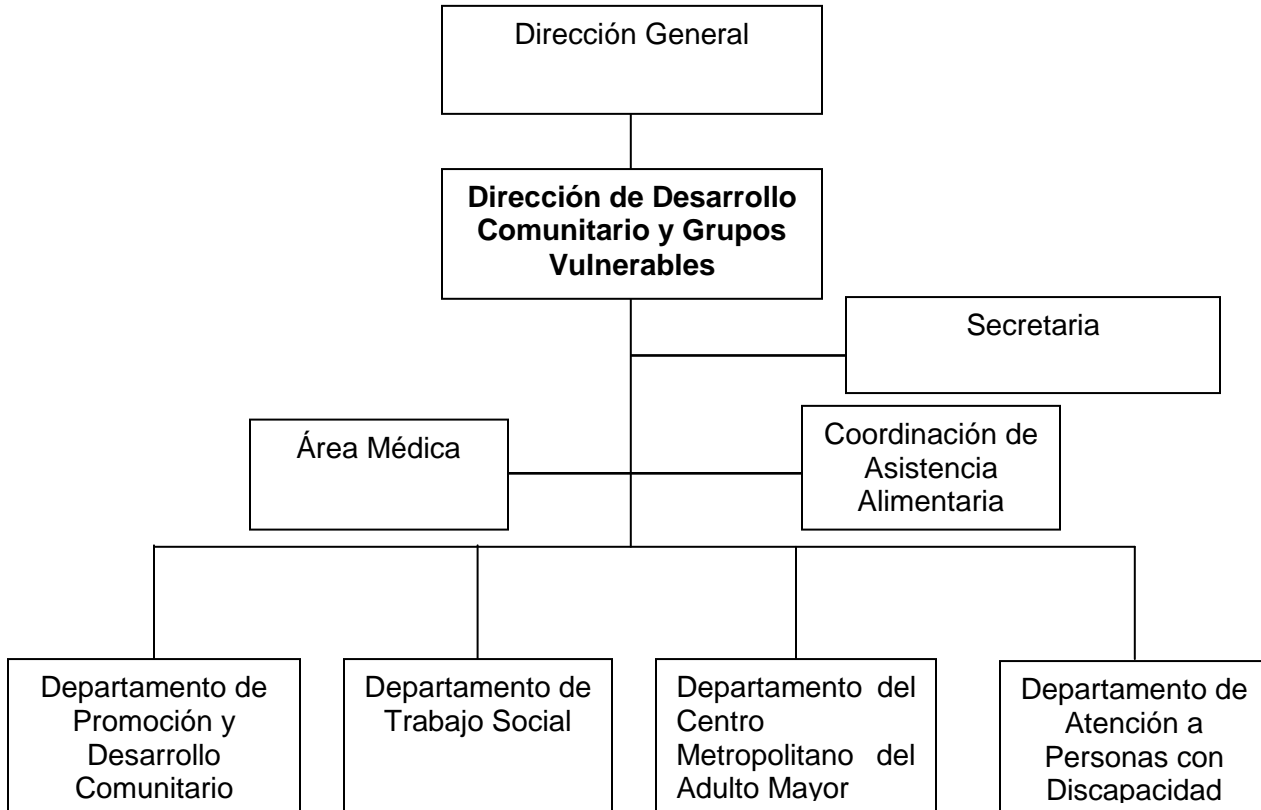 Dirección General
Dirección de Desarrollo
Comunitario y Grupos
Vulnerables
Secretaria
Área Médica
Coordinación de
Asistencia
Alimentaria
Departamento de
Promoción y
Desarrollo
Comunitario
Departamento de
Trabajo Social
Departamento del
Centro
Metropolitano del
Adulto Mayor
Departamento de
Atención a
Personas con
Discapacidad